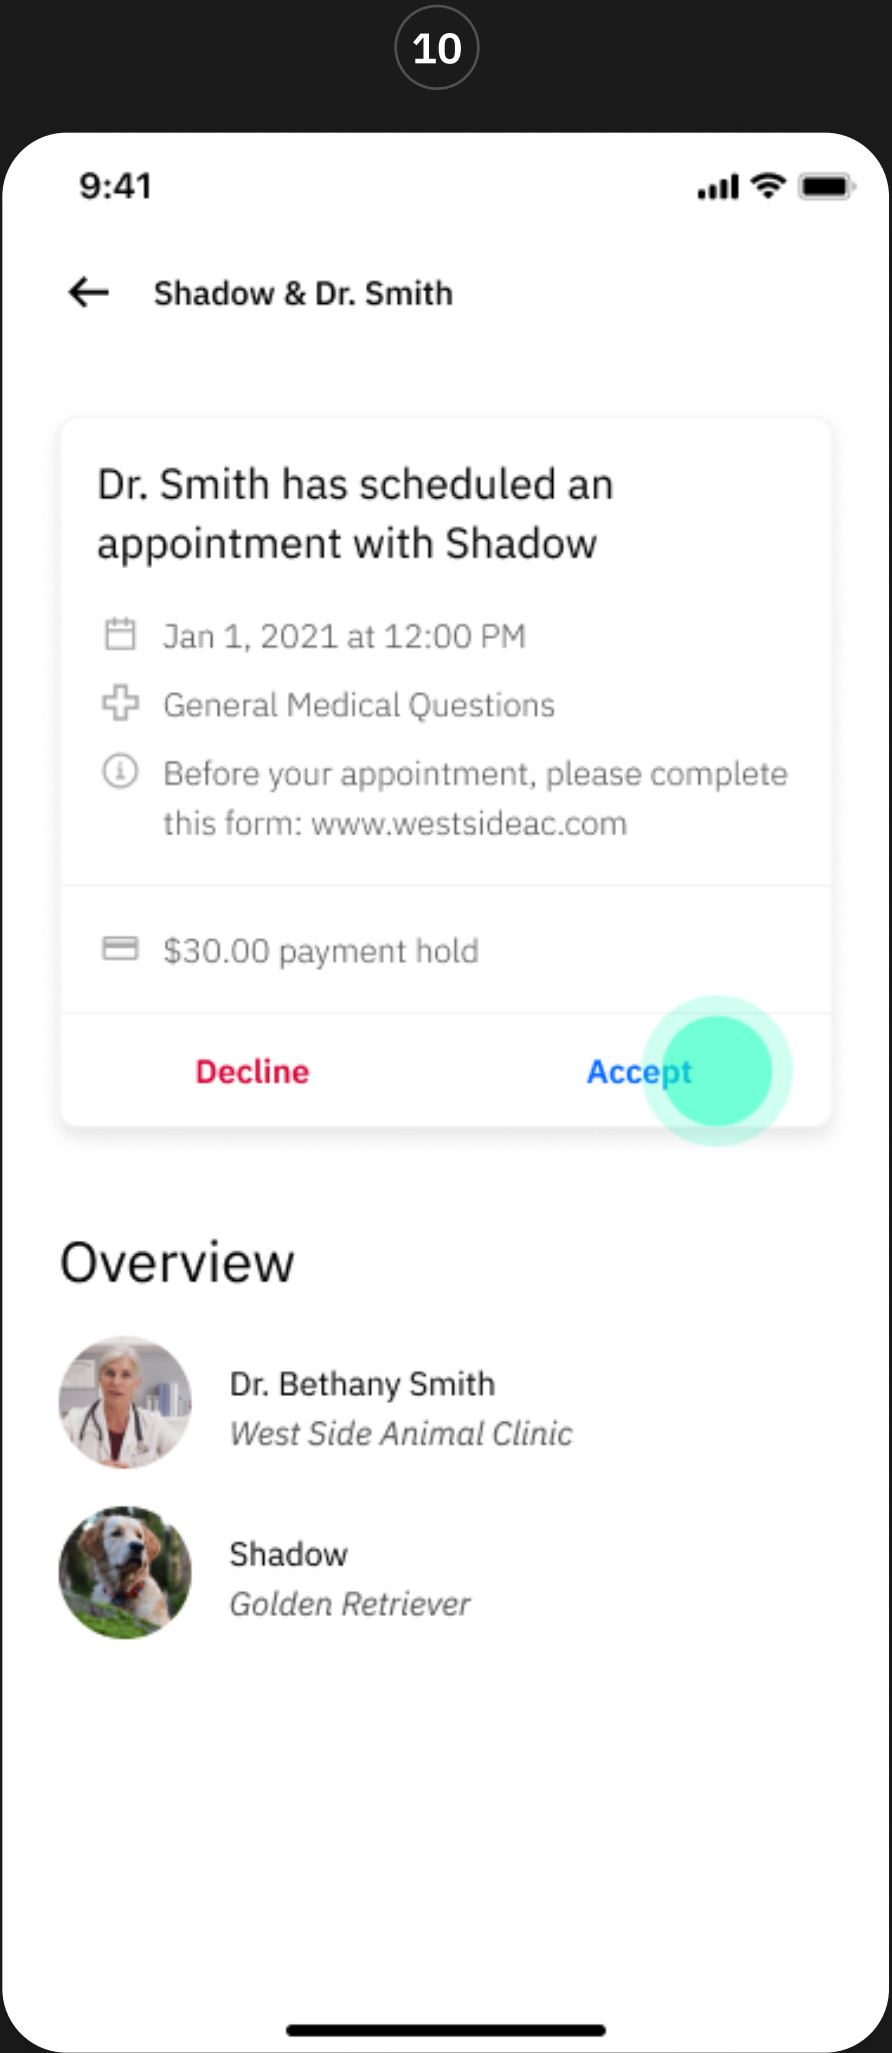 10
9:41
Shadow & Dr. Smith
Dr. Smith has scheduled an
appointment with Shadow
Jan 1, 2021 at 12:00 PM
General Medical Questions
Before your appointment, please complete
this form: www.westsideac.com
$30.00 payment hold
Decline
Accept
Overview
Dr. Bethany Smith
West Side Animal Clinic
Shadow
Golden Retriever